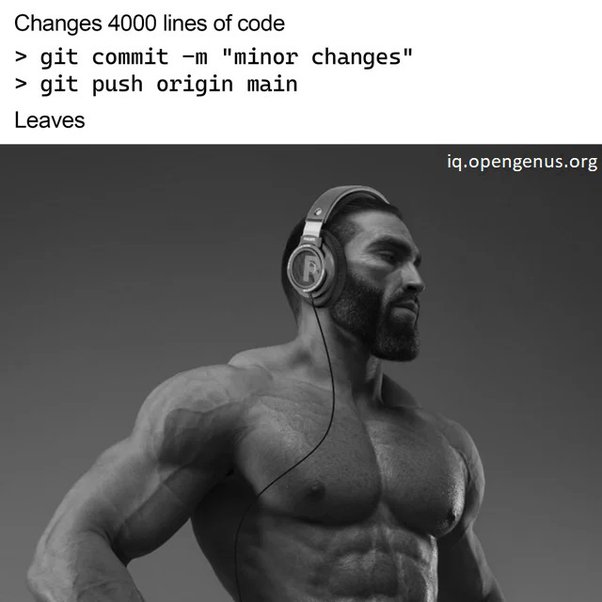 Changes 4000 lines of code
> git commit -m "minor changes"
> git push origin main
Leaves
iq.opengenus.org